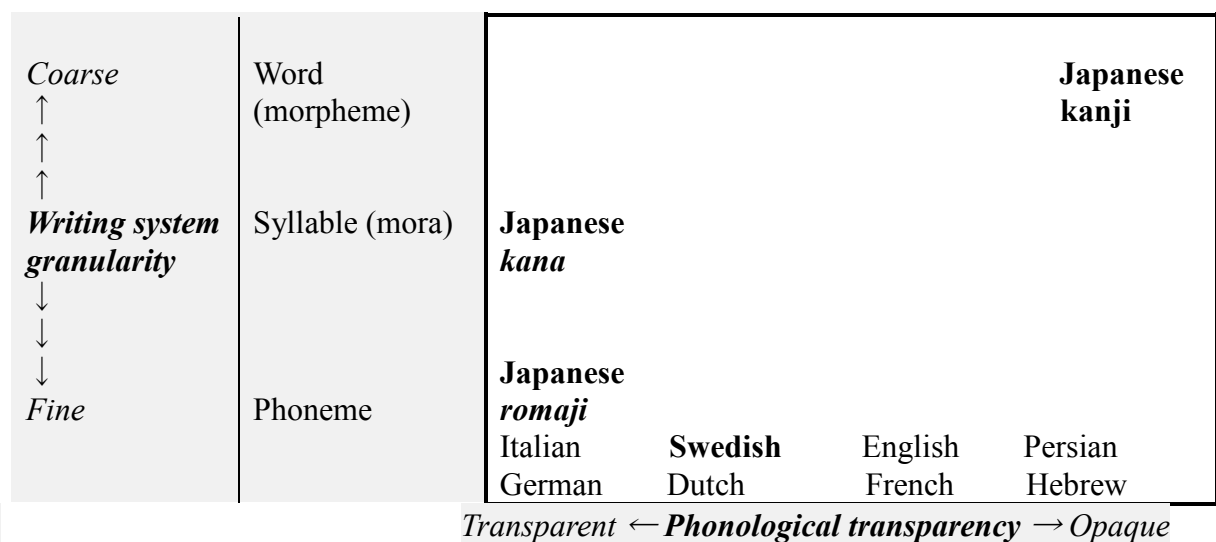 Coarse Word Japanese
↑ (morpheme) kanji
↑
↑
Writing system Syllable (mora) Japanese
granularity kana
↓
↓
↓ Japanese
Fine Phoneme romaji
Italian Swedish English Persian
German Dutch French Hebrew
Transparent ← Phonological transparency → Opaque